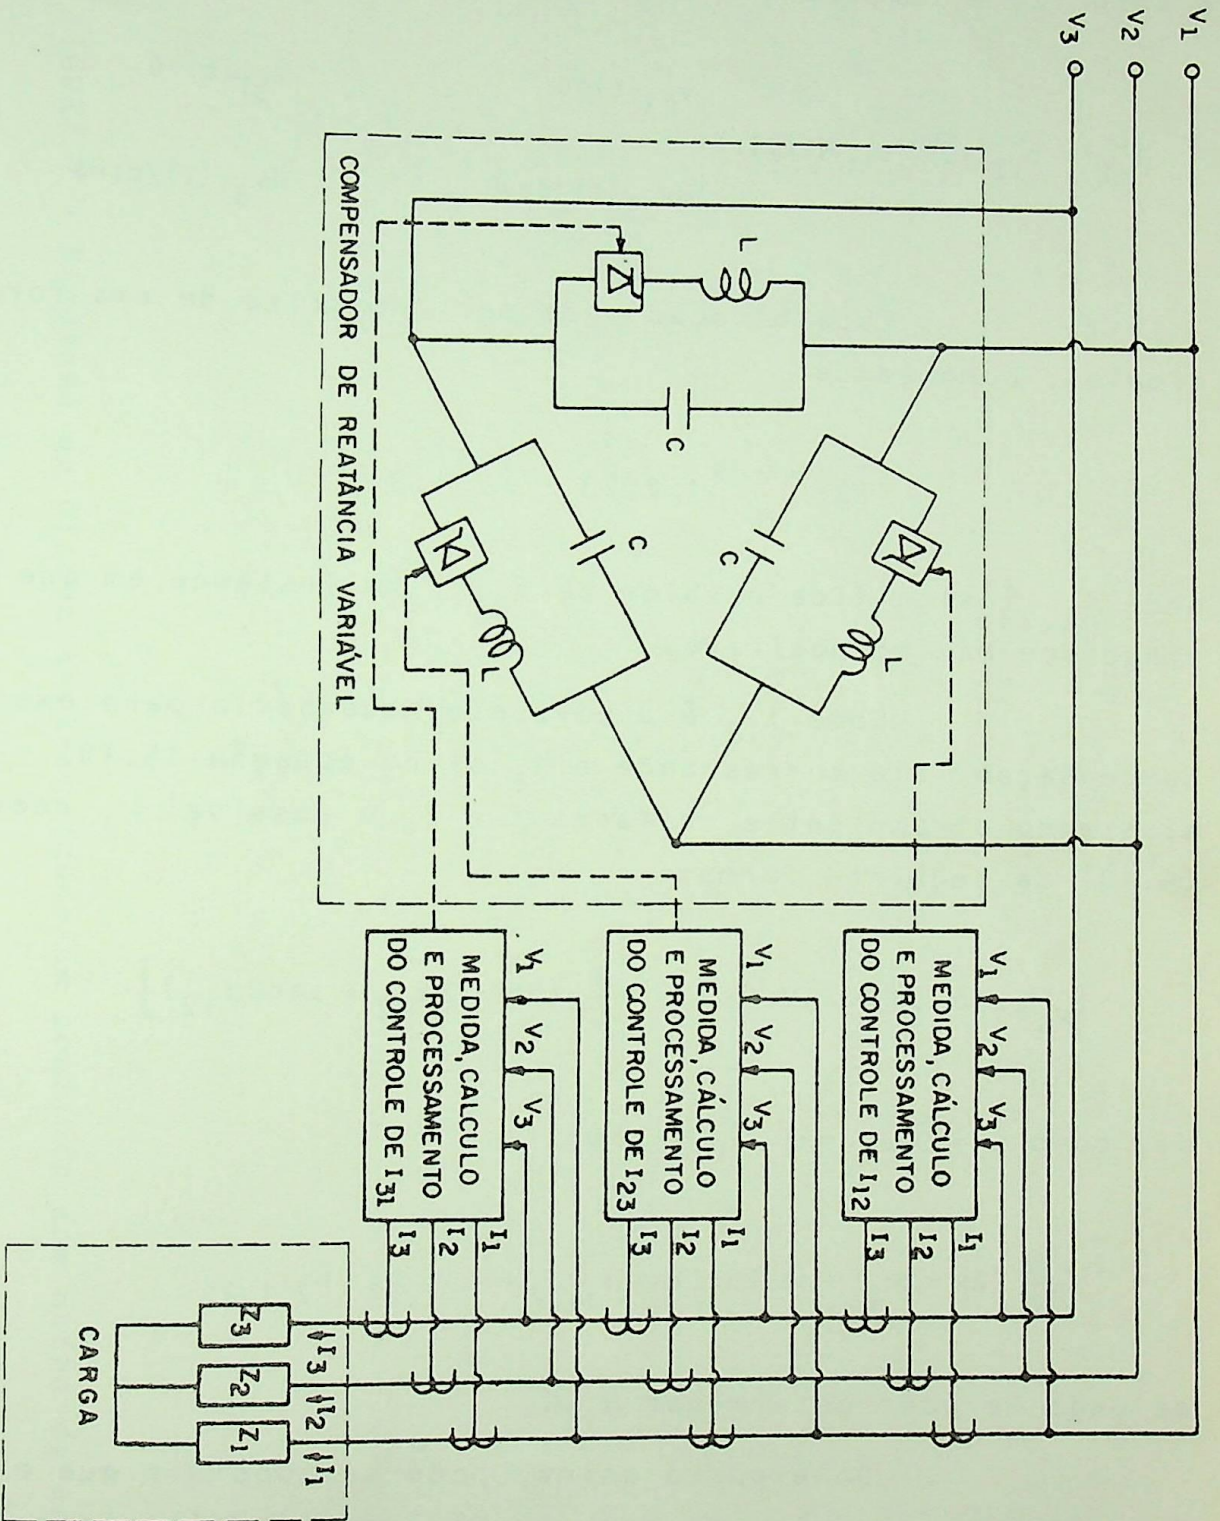 V1
V2
V3
COMPENSADOR DE REATÂNCIA VARIÁVEL
L
C
L
C
L
C
V1 V2 V3
MEDIDA, CÁLCULO
E PROCESSAMENTO
DO CONTROLE DE I12
I1
I2
I3
V1 V2 V3
MEDIDA, CÁLCULO
E PROCESSAMENTO
DO CONTROLE DE I23
I1
I2
I3
V1 V2 V3
MEDIDA, CALCULO
E PROCESSAMENTO
DO CONTROLE DE I31
I1
I2
I3
I1
I2
I3
Z1
Z2
Z3
CARGA